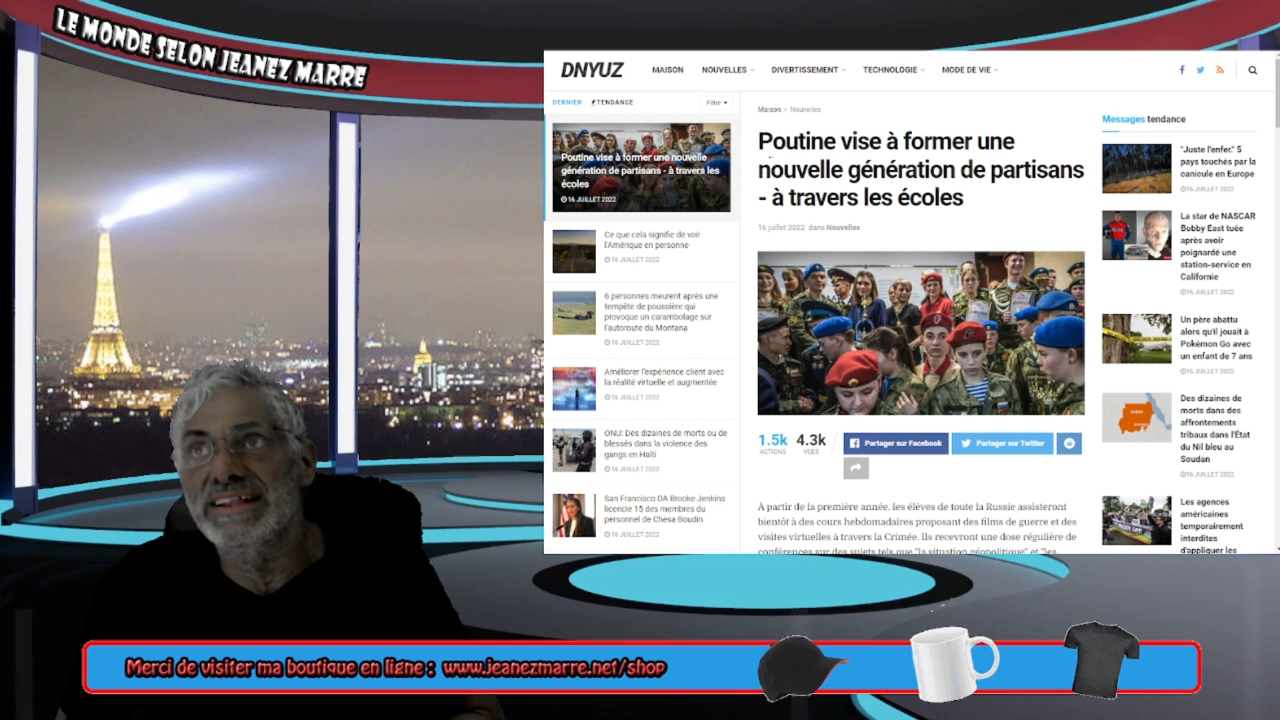 LE MONDE SELON JEANEZ MARRE
DNYUZ
MAISON
NOUVELLES
DIVERTISSEMENT
TECHNOLOGIE
MODE DE VIE
DERNIER
TENDANCE
Filtre
Poutine vise à former une nouvelle
génération de partisans - à travers les
écoles
16 JUILLET 2022
Ce que cela signifie de voir
l'Amérique en personne
16 JUILLET 2022
6 personnes meurent après une
tempête de poussière qui
provoque un carambolage sur
l'autoroute du Montana
16 JUILLET 2022
Améliorer l'expérience client avec
la réalité virtuelle et augmentée
16 JUILLET 2022
ONU: Des dizaines de morts ou de
blessés dans la violence des
gangs en Haïti
16 JUILLET 2022
San Francisco DA Brooke Jenkins
licencie 15 des membres du
personnel de Chesa Boudin
16 JUILLET 2022
Maison > Nouvelles
Poutine vise à former une
nouvelle génération de partisans
- à travers les écoles
16 juillet 2022 dans Nouvelles
1.5k
ACTIONS
4.3k
VUES
Partager sur Facebook
Partager sur Twitter
À partir de la première année, les élèves de toute la Russie assisteront
bientôt à des cours hebdomadaires proposant des films de guerre et des
visites virtuelles à travers la Crimée. Ils recevront une dose régulière de
conférences sur des sujets tels que "la situation géopolitique" et "les
Messages tendance
"Juste l'enfer." 5
pays touchés par la
canicule en Europe
16 JUILLET 2022
La star de NASCAR
Bobby East tuée
après avoir
poignardé une
station-service en
Californie
16 JUILLET 2022
Un père abattu
alors qu'il jouait à
Pokémon Go avec
un enfant de 7 ans
16 JUILLET 2022
Des dizaines de
morts dans des
affrontements
tribaux dans l'État
du Nil bleu au
Soudan
16 JUILLET 2022
Les agences
américaines
temporairement
interdites
d'appliquer les
Merci de visiter ma boutique en ligne : www.jeanezmarre.net/shop